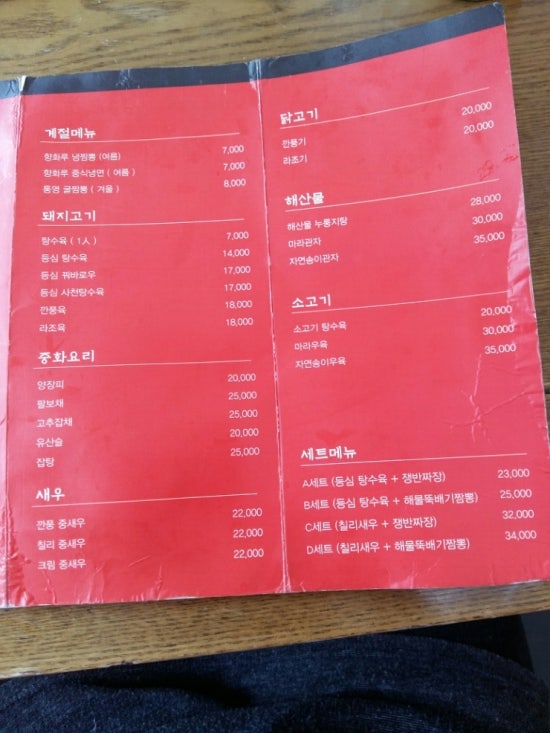 계절메뉴
향화루 냉짬뽕 (여름) 7,000
향화루 중식냉면 ( 여름 ) 7,000
통영 굴짬뽕 ( 겨울 ) 8,000
돼지고기
탕수육 ( 1人 ) 7,000
등심 탕수육 14,000
등심 꿔바로우 17,000
등심 사천탕수육 17,000
깐풍육 18,000
라조육 18,000
중화요리
양장피 20,000
팔보채 25,000
고추잡채 25,000
유산슬 20,000
잡탕 25,000
새우
깐풍 중새우 22,000
칠리 중새우 22,000
크림 중새우 22,000
닭고기
깐풍기 20,000
라조기 20,000
해산물
해산물 누룽지탕 28,000
마라관자 30,000
자연송이관자 35,000
소고기
소고기 탕수육 20,000
마라우육 30,000
자연송이우육 35,000
세트메뉴
A세트 (등심 탕수육 + 쟁반짜장) 23,000
B세트 (등심 탕수육 + 해물뚝배기짬뽕) 25,000
C세트 (칠리새우 + 쟁반짜장) 32,000
D세트 (칠리새우 + 해물뚝배기짬뽕) 34,000